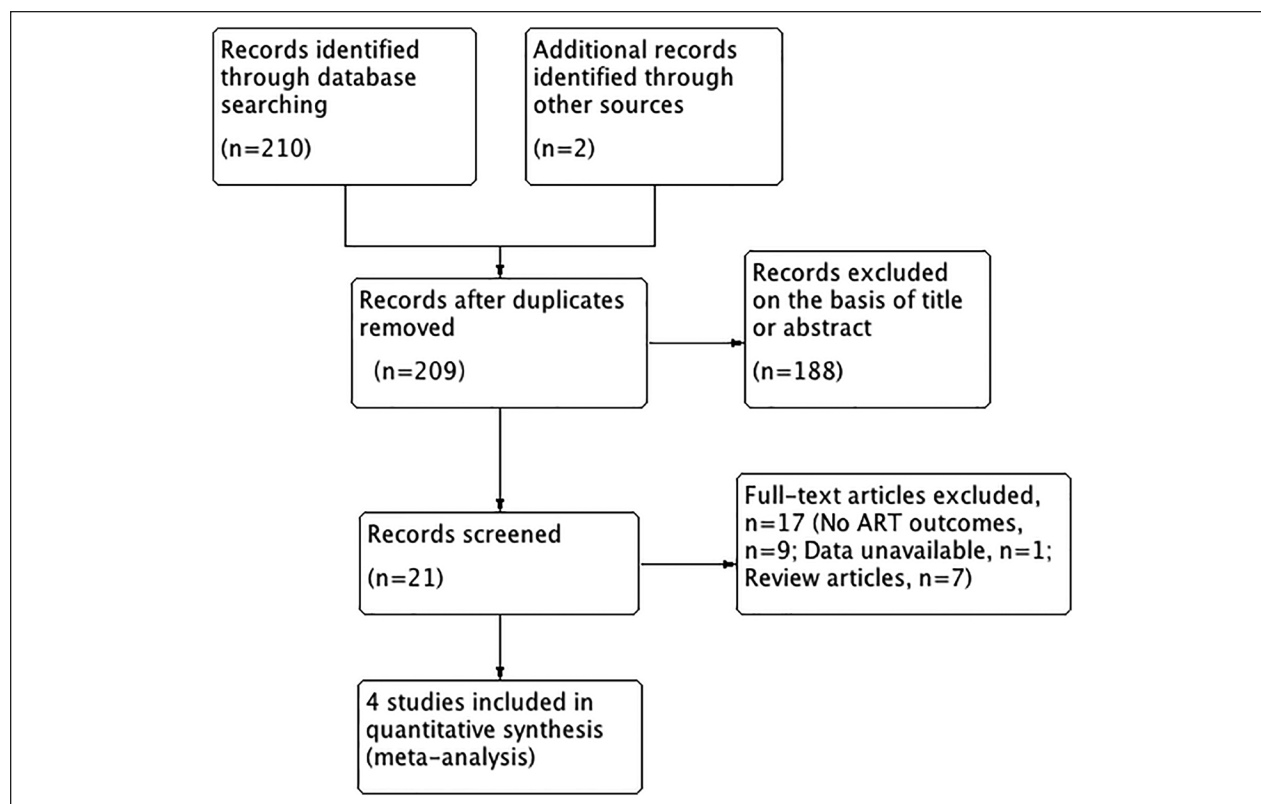 Records identified
through database
searching
(n=210)
Additional records
identified through
other sources
(n=2)
Records after duplicates
removed
(n=209)
Records excluded
on the basis of title
or abstract
(n=188)
Records screened
(n=21)
Full-text articles excluded,
n=17 (No ART outcomes,
n=9; Data unavailable, n=1;
Review articles, n=7)
4 studies included in
quantitative synthesis
(meta-analysis)